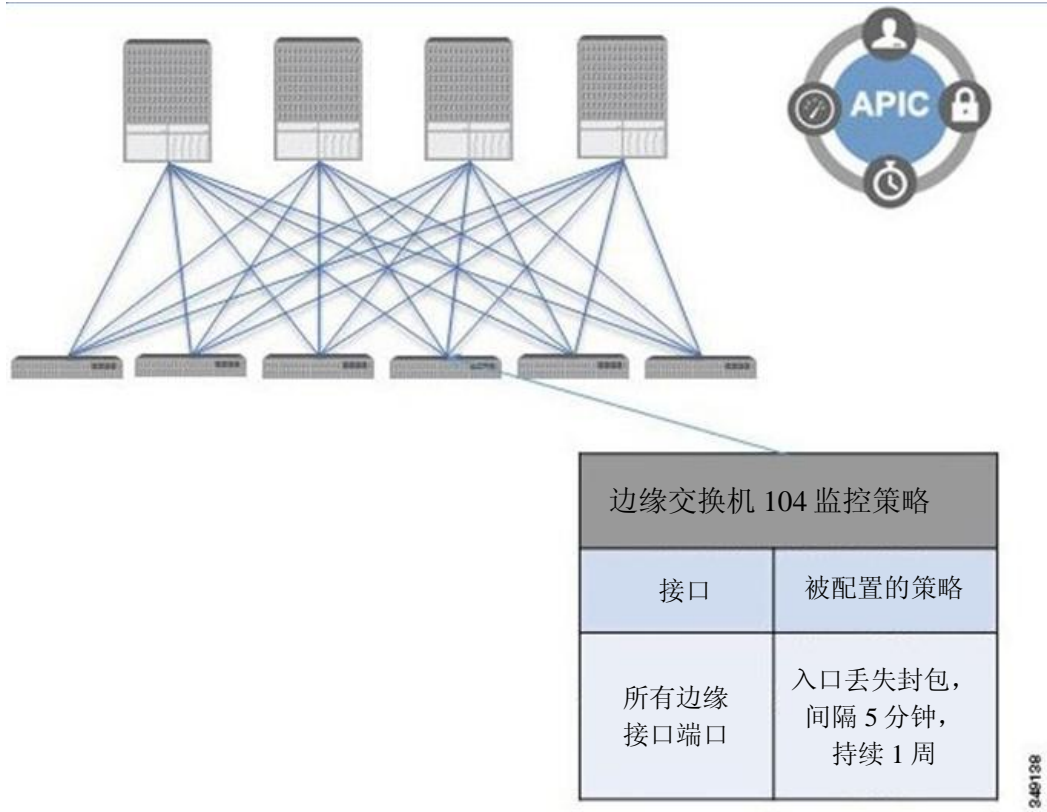 APIC
边缘交换机 104 监控策略
接口
被配置的策略
所有边缘
接口端口
入口丢失封包，
间隔 5 分钟，
持续 1 周
349138